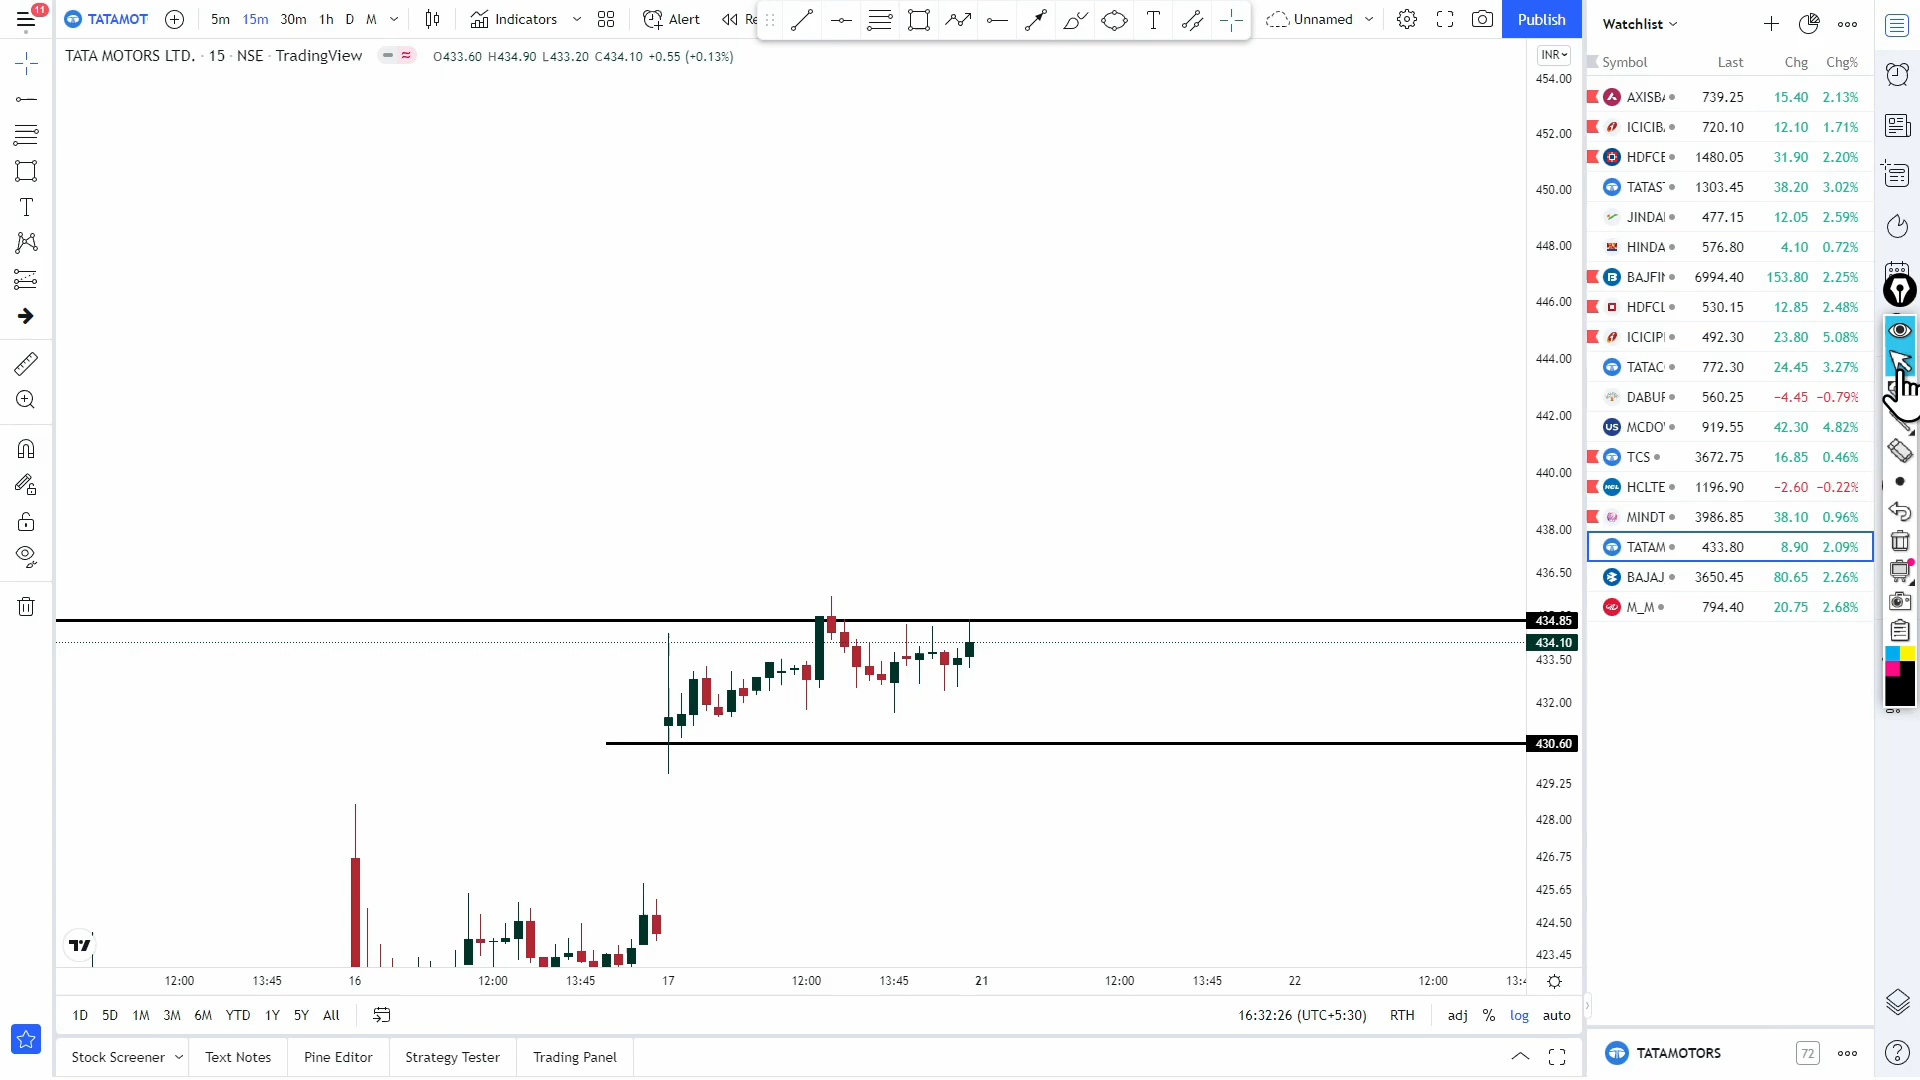 11
TATAMOT
5m 15m 30m 1h D M
Indicators
Alert
Unnamed
Publish
TATA MOTORS LTD. · 15 · NSE · TradingView
O433.60 H434.90 L433.20 C434.10 +0.55 (+0.13%)
INR
454.00
452.00
450.00
448.00
446.00
444.00
442.00
440.00
438.00
436.50
434.85
434.10
433.50
432.00
430.60
429.25
428.00
426.75
425.65
424.50
423.45
12:00 13:45 16 12:00 13:45 17 12:00 13:45 21 12:00 13:45 22 12:00
1D 5D 1M 3M 6M YTD 1Y 5Y All
16:32:26 (UTC+5:30) RTH adj % log auto
Stock Screener Text Notes Pine Editor Strategy Tester Trading Panel
Watchlist
Symbol Last Chg Chg%
AXISBA 739.25 15.40 2.13%
ICICIB 720.10 12.10 1.71%
HDFCB 1480.05 31.90 2.20%
TATAS 1303.45 38.20 3.02%
JINDA 477.15 12.05 2.59%
HINDA 576.80 4.10 0.72%
BAJFIN 6994.40 153.80 2.25%
HDFCL 530.15 12.85 2.48%
ICICIP 492.30 23.80 5.08%
TATAC 772.30 24.45 3.27%
DABUR 560.25 −4.45 −0.79%
MCDO 919.55 42.30 4.82%
TCS 3672.75 16.85 0.46%
HCLTE 1196.90 −2.60 −0.22%
MINDT 3986.85 38.10 0.96%
TATAM 433.80 8.90 2.09%
BAJAJ 3650.45 80.65 2.26%
M_M 794.40 20.75 2.68%
TATAMOTORS 72